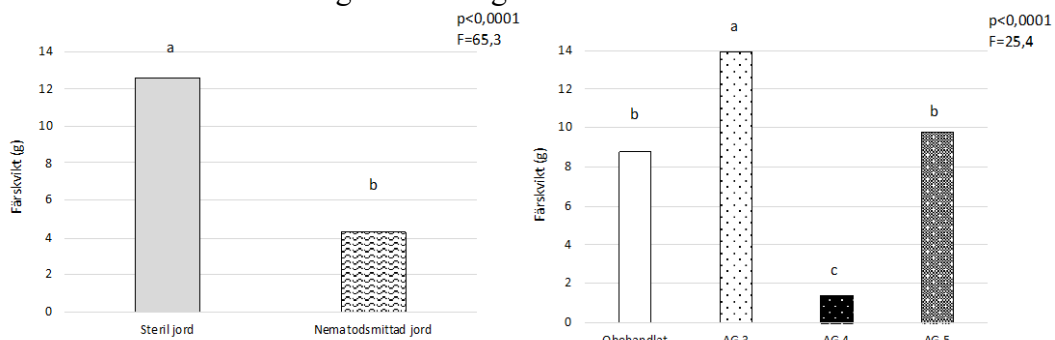 p<0,0001
F=65,3
14
12
10
8
6
4
2
0
Färskvikt (g)
a
b
Steril jord
Nematodsmittad jord
p<0,0001
F=25,4
14
12
10
8
6
4
2
0
Färskvikt (g)
b
a
c
b
Obehandlat
AG 3
AG 4
AG 5